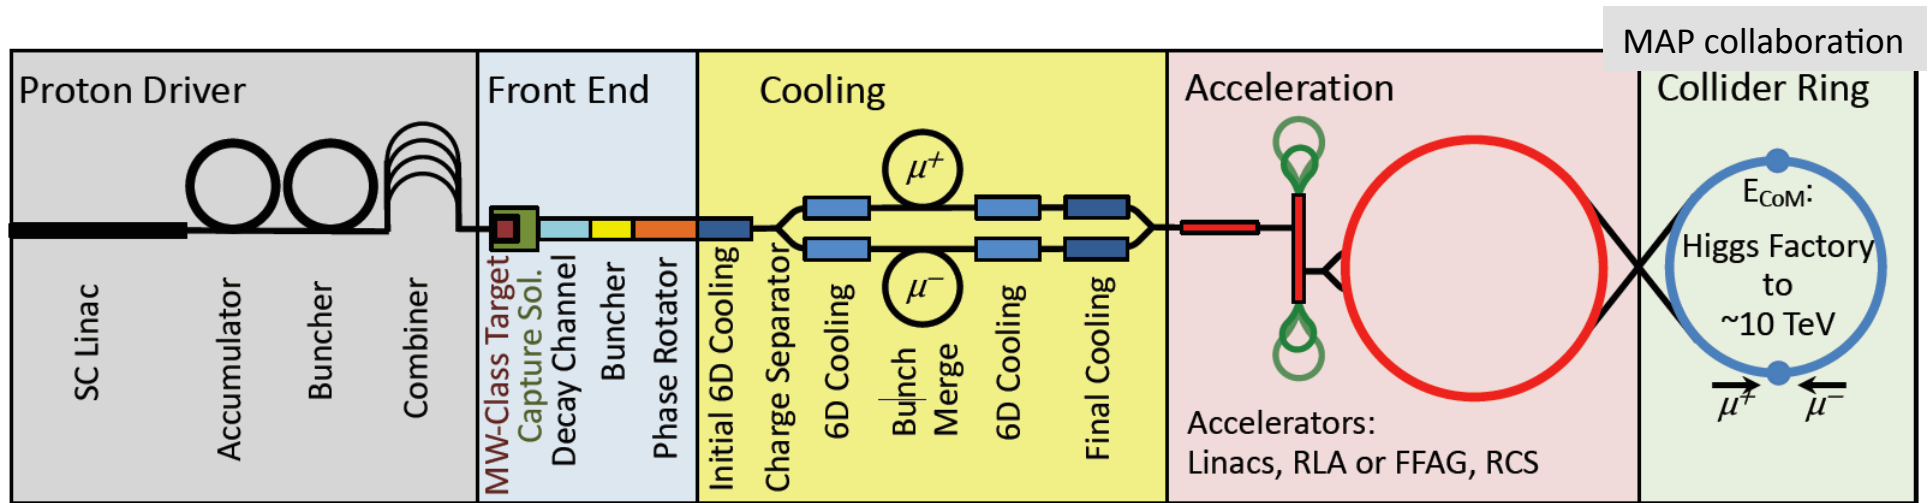 MAP collaboration
Proton Driver
Front End
Cooling
Acceleration
Collider Ring
SC Linac
Accumulator
Buncher
Combiner
MW-Class Target
Capture Sol.
Decay Channel
Buncher
Phase Rotator
Initial 6D Cooling
Charge Separator
6D Cooling
μ+
μ−
Bunch
Merge
6D Cooling
Final Cooling
Accelerators:
Linacs, RLA or FFAG, RCS
ECoM:
Higgs Factory
to
~10 TeV
μ+ μ−